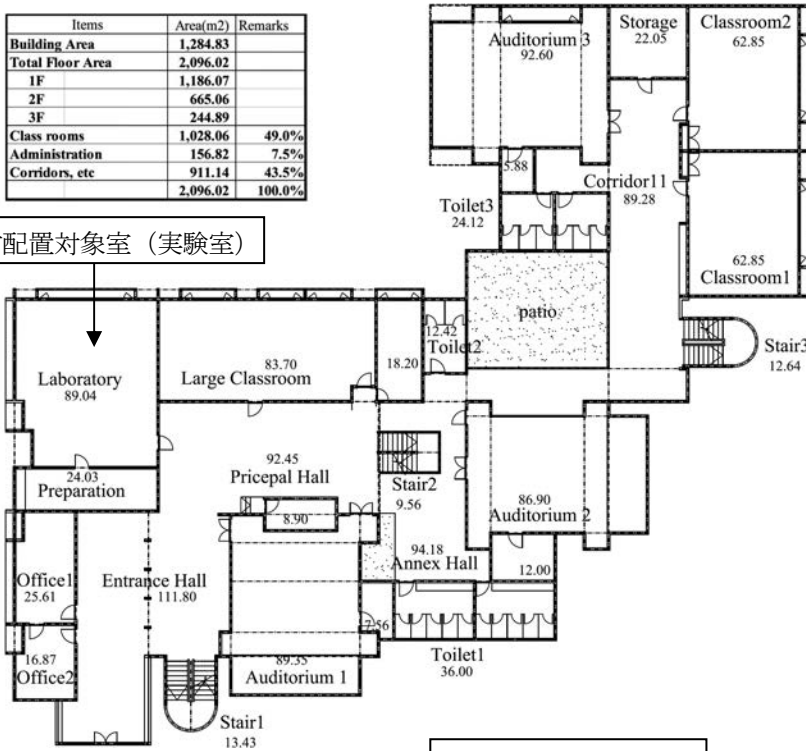 Items Area(m2) Remarks
Building Area 1,284.83
Total Floor Area 2,096.02
1F 1,186.07
2F 665.06
3F 244.89
Class rooms 1,028.06 49.0%
Administration 156.82 7.5%
Corridors, etc 911.14 43.5%
2,096.02 100.0%
配置対象室（実験室）
Auditorium 3
92.60
Storage
22.05
Classroom2
62.85
5.88
Corridor11
89.28
Toilet3
24.12
62.85
Classroom1
patio
Stair3
12.64
Laboratory
89.04
83.70
Large Classroom
18.20
12.42
Toilet2
24.03
Preparation
92.45
Pricepal Hall
8.90
Stair2
9.56
86.90
Auditorium 2
94.18
Annex Hall
12.00
Office1
25.61
Entrance Hall
111.80
16.87
Office2
7.56
89.35
Auditorium 1
Toilet1
36.00
Stair1
13.43